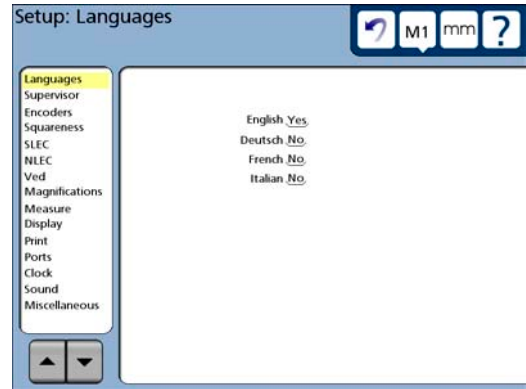 Setup: Languages
M1 mm ?
Languages
Supervisor
Encoders
Squareness
SLEC
NLEC
Ved
Magnifications
Measure
Display
Print
Ports
Clock
Sound
Miscellaneous
English Yes
Deutsch No
French No
Italian No